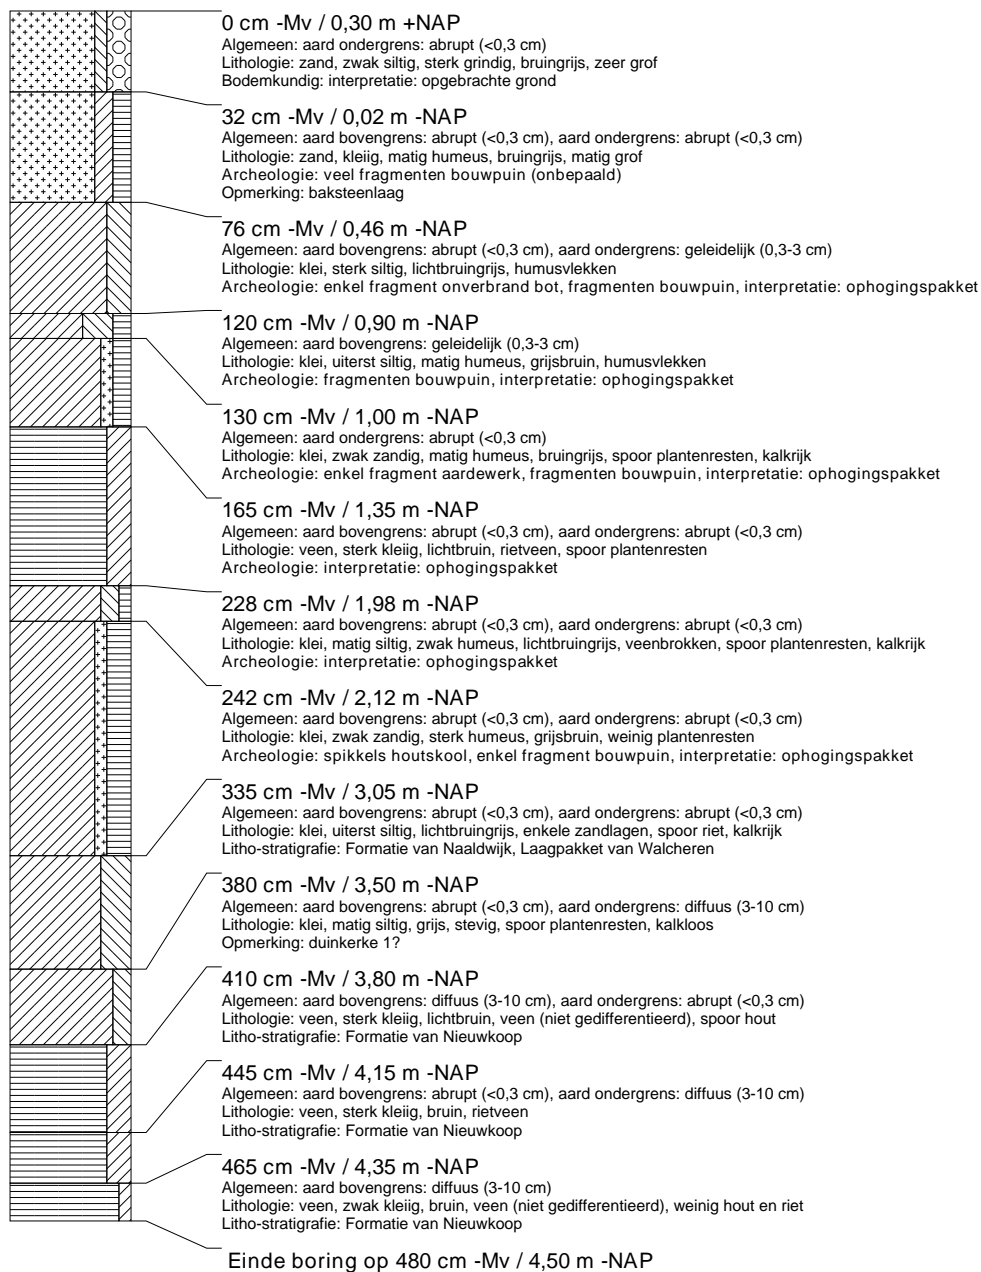 0 cm -Mv / 0,30 m +NAP
Algemeen: aard ondergrens: abrupt (<0,3 cm)
Lithologie: zand, zwak siltig, sterk grindig, bruingrijs, zeer grof
Bodemkundig: interpretatie: opgebrachte grond
32 cm -Mv / 0,02 m -NAP
Algemeen: aard bovengrens: abrupt (<0,3 cm), aard ondergrens: abrupt (<0,3 cm)
Lithologie: zand, kleiig, matig humeus, bruingrijs, matig grof
Archeologie: veel fragmenten bouwpuin (onbepaald)
Opmerking: baksteenlaag
76 cm -Mv / 0,46 m -NAP
Algemeen: aard bovengrens: abrupt (<0,3 cm), aard ondergrens: geleidelijk (0,3-3 cm)
Lithologie: klei, sterk siltig, lichtbruingrijs, humusvlekken
Archeologie: enkel fragment onverbrand bot, fragmenten bouwpuin, interpretatie: ophogingspakket
120 cm -Mv / 0,90 m -NAP
Algemeen: aard bovengrens: geleidelijk (0,3-3 cm)
Lithologie: klei, uiterst siltig, matig humeus, grijsbruin, humusvlekken
Archeologie: fragmenten bouwpuin, interpretatie: ophogingspakket
130 cm -Mv / 1,00 m -NAP
Algemeen: aard ondergrens: abrupt (<0,3 cm)
Lithologie: klei, zwak zandig, matig humeus, bruingrijs, spoor plantenresten, kalkrijk
Archeologie: enkel fragment aardewerk, fragmenten bouwpuin, interpretatie: ophogingspakket
165 cm -Mv / 1,35 m -NAP
Algemeen: aard bovengrens: abrupt (<0,3 cm), aard ondergrens: abrupt (<0,3 cm)
Lithologie: veen, sterk kleiig, lichtbruin, rietveen, spoor plantenresten
Archeologie: interpretatie: ophogingspakket
228 cm -Mv / 1,98 m -NAP
Algemeen: aard bovengrens: abrupt (<0,3 cm), aard ondergrens: abrupt (<0,3 cm)
Lithologie: klei, matig siltig, zwak humeus, lichtbruingrijs, veenbrokken, spoor plantenresten, kalkrijk
Archeologie: interpretatie: ophogingspakket
242 cm -Mv / 2,12 m -NAP
Algemeen: aard bovengrens: abrupt (<0,3 cm), aard ondergrens: abrupt (<0,3 cm)
Lithologie: klei, zwak zandig, sterk humeus, grijsbruin, weinig plantenresten
Archeologie: spikkels houtskool, enkel fragment bouwpuin, interpretatie: ophogingspakket
335 cm -Mv / 3,05 m -NAP
Algemeen: aard bovengrens: abrupt (<0,3 cm), aard ondergrens: abrupt (<0,3 cm)
Lithologie: klei, uiterst siltig, lichtbruingrijs, enkele zandlagen, spoor riet, kalkrijk
Litho-stratigrafie: Formatie van Naaldwijk, Laagpakket van Walcheren
380 cm -Mv / 3,50 m -NAP
Algemeen: aard bovengrens: abrupt (<0,3 cm), aard ondergrens: diffuus (3-10 cm)
Lithologie: klei, matig siltig, grijs, stevig, spoor plantenresten, kalkloos
Opmerking: duinkerke 1?
410 cm -Mv / 3,80 m -NAP
Algemeen: aard bovengrens: diffuus (3-10 cm), aard ondergrens: abrupt (<0,3 cm)
Lithologie: veen, sterk kleiig, lichtbruin, veen (niet gedifferentieerd), spoor hout
Litho-stratigrafie: Formatie van Nieuwkoop
445 cm -Mv / 4,15 m -NAP
Algemeen: aard bovengrens: abrupt (<0,3 cm), aard ondergrens: diffuus (3-10 cm)
Lithologie: veen, sterk kleiig, bruin, rietveen
Litho-stratigrafie: Formatie van Nieuwkoop
465 cm -Mv / 4,35 m -NAP
Algemeen: aard bovengrens: diffuus (3-10 cm)
Lithologie: veen, zwak kleiig, bruin, veen (niet gedifferentieerd), weinig hout en riet
Litho-stratigrafie: Formatie van Nieuwkoop
Einde boring op 480 cm -Mv / 4,50 m -NAP